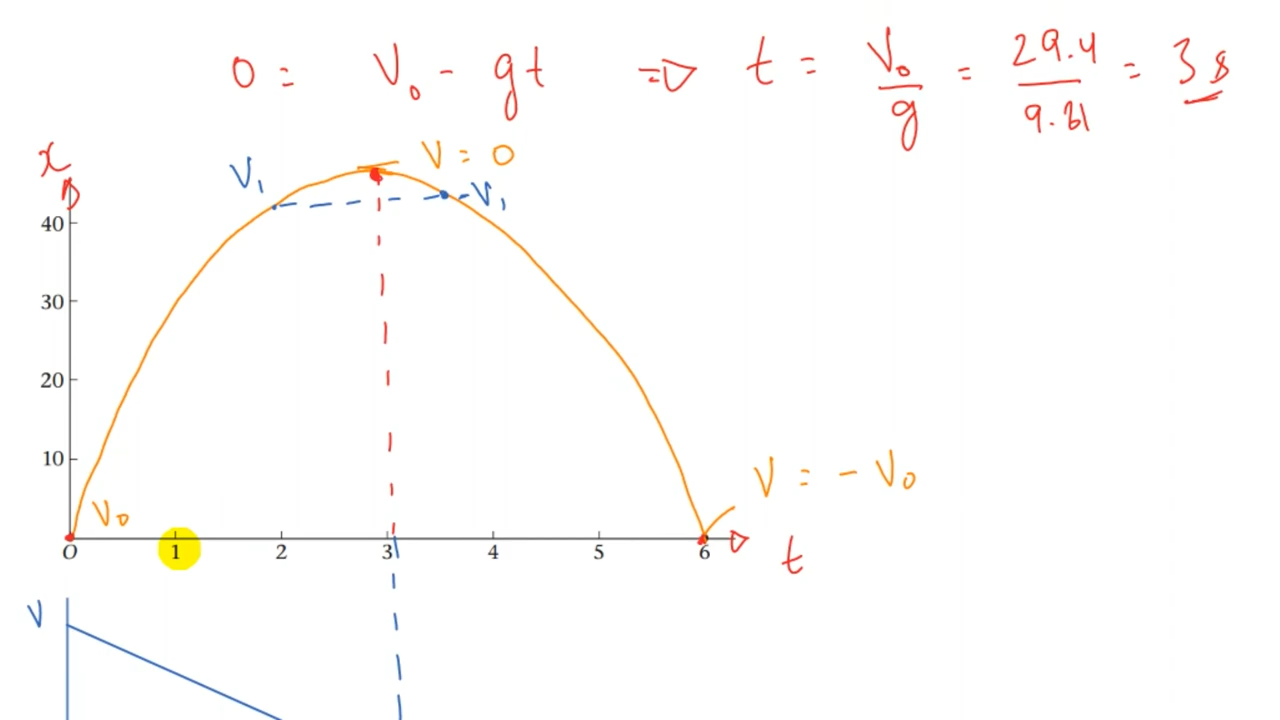 0 = V₀ - gt ⇒ t = V₀/g = 29.4/9.81 = 3s
x
V₁ V = 0
V₁
40
30
20
10
V₀
V = - V₀
O 1 2 3 4 5 6
t
V